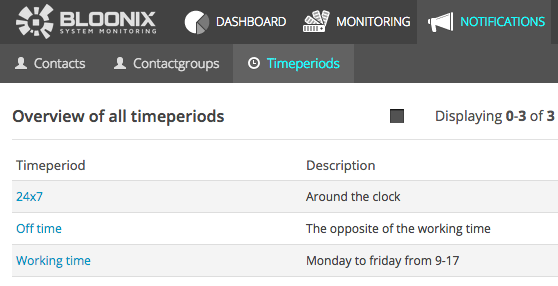 BLOONIX
SYSTEM MONITORING
DASHBOARD MONITORING NOTIFICATIONS
Contacts Contactgroups Timeperiods
Overview of all timeperiods Displaying 0-3 of 3
Timeperiod Description
24x7 Around the clock
Off time The opposite of the working time
Working time Monday to friday from 9-17